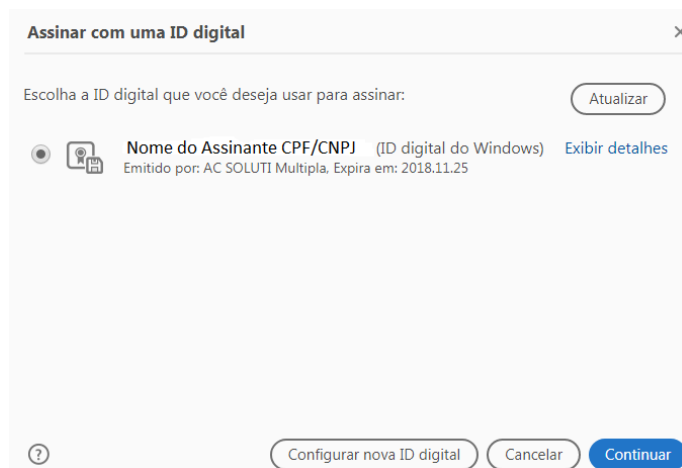 Assinar com uma ID digital
Escolha a ID digital que você deseja usar para assinar:
Atualizar
Nome do Assinante CPF/CNPJ (ID digital do Windows) Exibir detalhes
Emitido por: AC SOLUTI Multipla, Expira em: 2018.11.25
? Configurar nova ID digital Cancelar Continuar